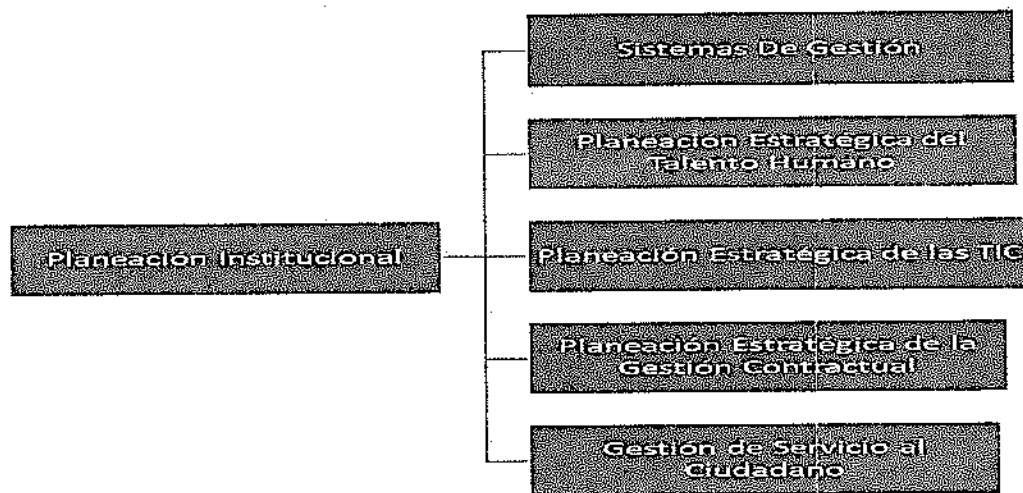 Sistemas De Gestión
Planeación Estratégica del
Talento Humano
Planeación Institucional
Planeación Estratégica de las TIC
Planeación Estratégica de la
Gestión Contractual
Gestión de Servicio al
Ciudadano